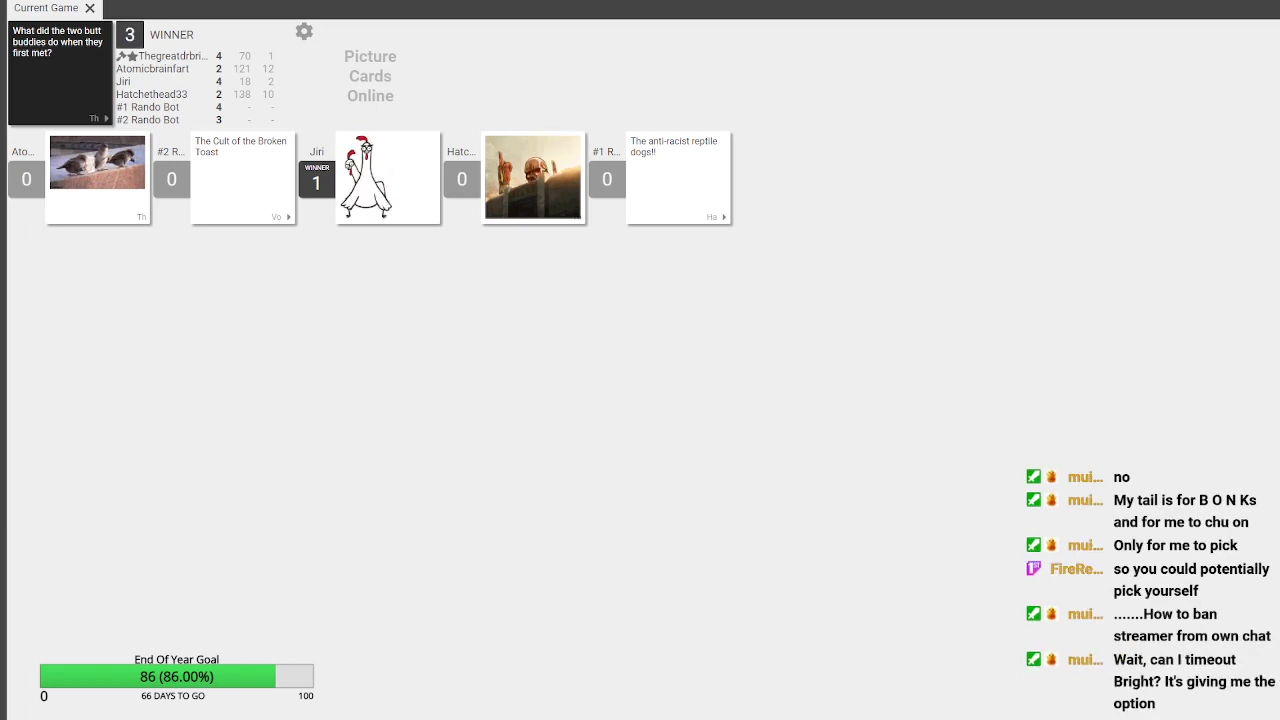 Current Game
What did the two butt
buddies do when they
first met?
Th
3 WINNER
Thegreatdrbri... 4 70 1
Atomicbrainfart 2 121 12
Jiri 4 18 2
Hatchethead33 2 138 10
#1 Rando Bot 4 - -
#2 Rando Bot 3 - -
Picture
Cards
Online
Ato...
0
Th
#2 R...
0
The Cult of the Broken
Toast
Vo
Jiri
WINNER
1
Hatc...
0
#1 R...
0
The anti-racist reptile
dogs!!
Ha
mui... no
mui... My tail is for B O N Ks
and for me to chu on
mui... Only for me to pick
FireRe... so you could potentially
pick yourself
mui... .......How to ban
streamer from own chat
mui... Wait, can I timeout
Bright? It's giving me the
option
End Of Year Goal
86 (86.00%)
0 66 DAYS TO GO 100